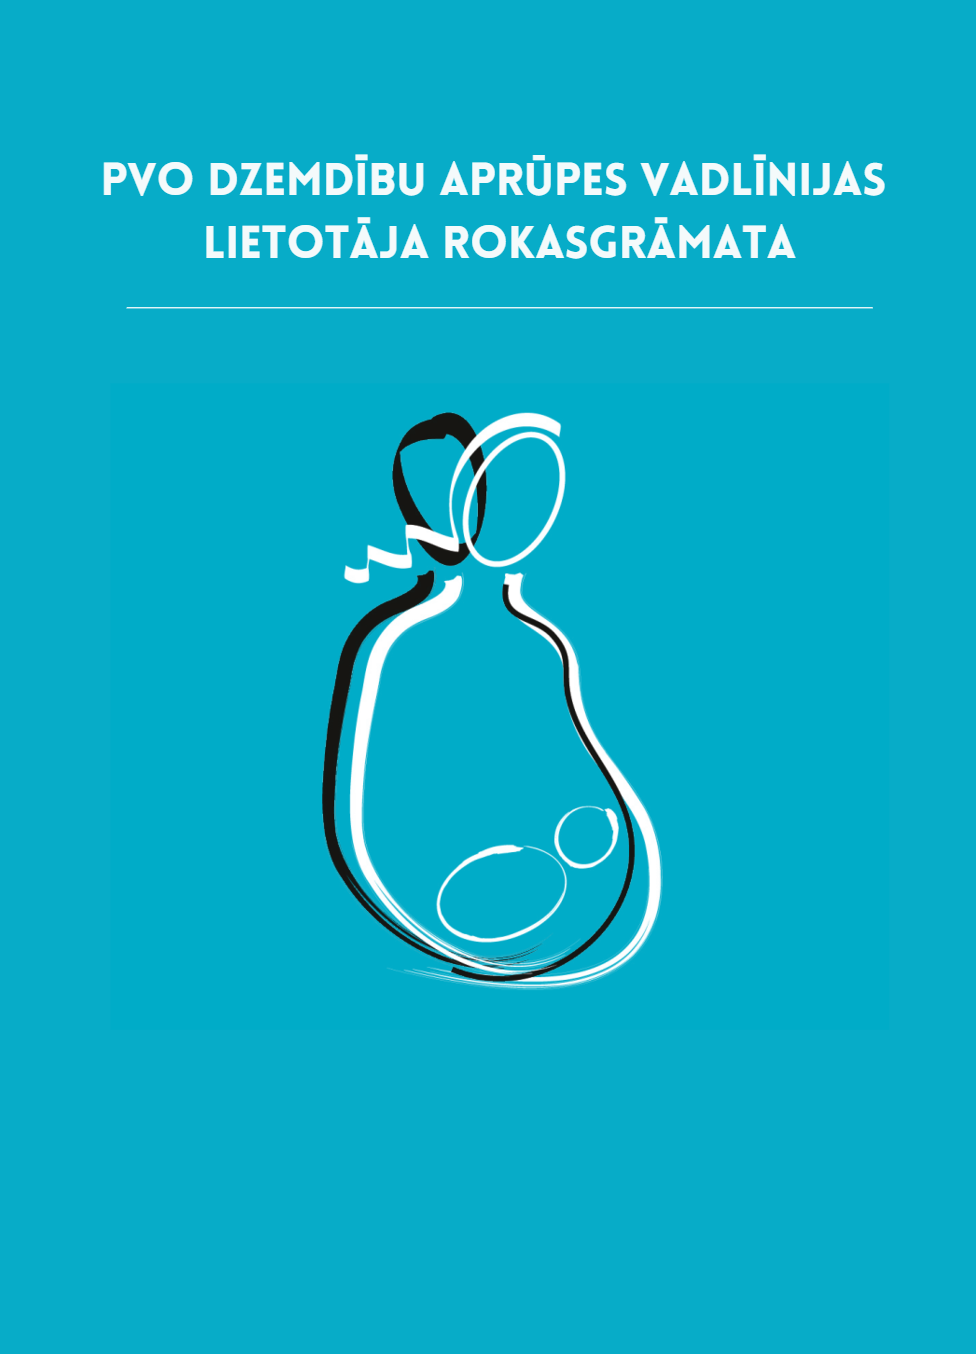 PVO DZEMDĪBU APRŪPES VADLĪNIJAS
LIETOTĀJA ROKASGRĀMATA